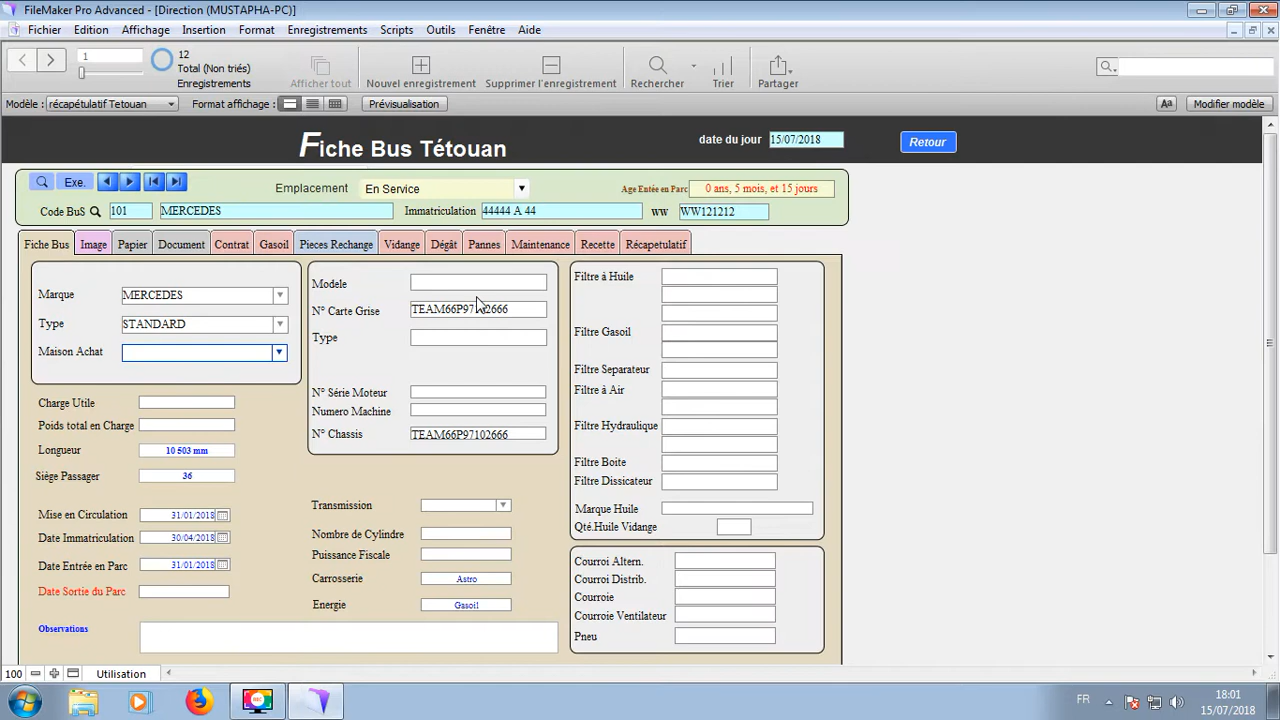 FileMaker Pro Advanced - [Direction (MUSTAPHA-PC)]
Fichier Edition Affichage Insertion Format Enregistrements Scripts Outils Fenêtre Aide
1 12
Total (Non triés)
Enregistrements Afficher tout Nouvel enregistrement Supprimer l'enregistrement Rechercher Trier Partager
Modèle : récapétulatif Tetouan Format affichage : Prévisualisation Aa Modifier modèle
Fiche Bus Tétouan date du jour 15/07/2018 Retour
Exe. Emplacement En Service Age Entée en Parc 0 ans, 5 mois, et 15 jours
Code BuS 101 MERCEDES Immatriculation 44444 A 44 WW WW121212
Fiche Bus Image Papier Document Contrat Gasoil Pieces Rechange Vidange Dégât Pannes Maintenance Recette Récapetulatif
Marque MERCEDES
Type STANDARD
Maison Achat
Charge Utile
Poids total en Charge
Longueur 10 503 mm
Siège Passager 36
Mise en Circulation 31/01/2018
Date Immatriculation 30/04/2018
Date Entrée en Parc 31/01/2018
Date Sortie du Parc
Observations
Modele
N° Carte Grise TEAM66P97102666
Type
N° Série Moteur
Numero Machine
N° Chassis TEAM66P97102666
Transmission
Nombre de Cylindre
Puissance Fiscale
Carrosserie Astro
Energie Gasoil
Filtre à Huile
Filtre Gasoil
Filtre Separateur
Filtre à Air
Filtre Hydraulique
Filtre Boite
Filtre Dissicateur
Marque Huile
Qté.Huile Vidange
Courroi Altern.
Courroi Distrib.
Courroie
Courroie Ventilateur
Pneu
100 Utilisation
FR 18:01
15/07/2018